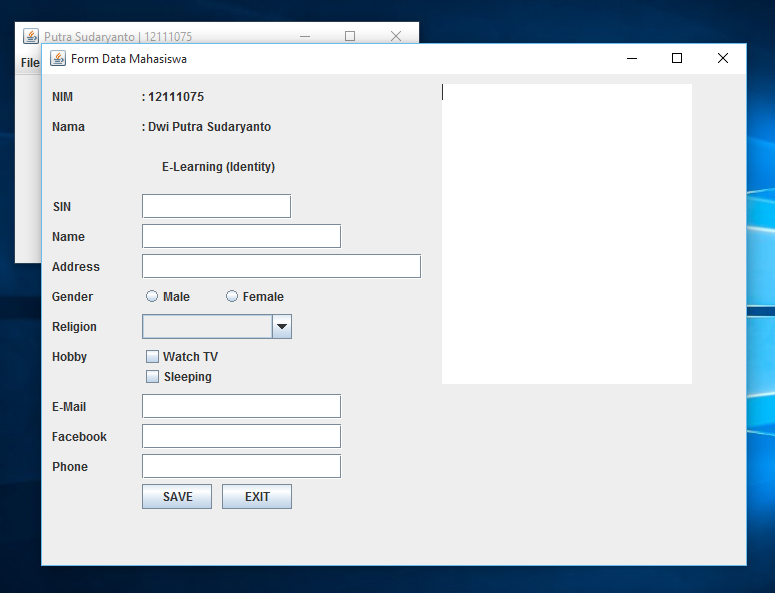 Putra Sudaryanto | 12111075
File
Form Data Mahasiswa
NIM : 12111075
Nama : Dwi Putra Sudaryanto
E-Learning (Identity)
SIN
Name
Address
Gender Male Female
Religion
Hobby Watch TV
Sleeping
E-Mail
Facebook
Phone
SAVE EXIT